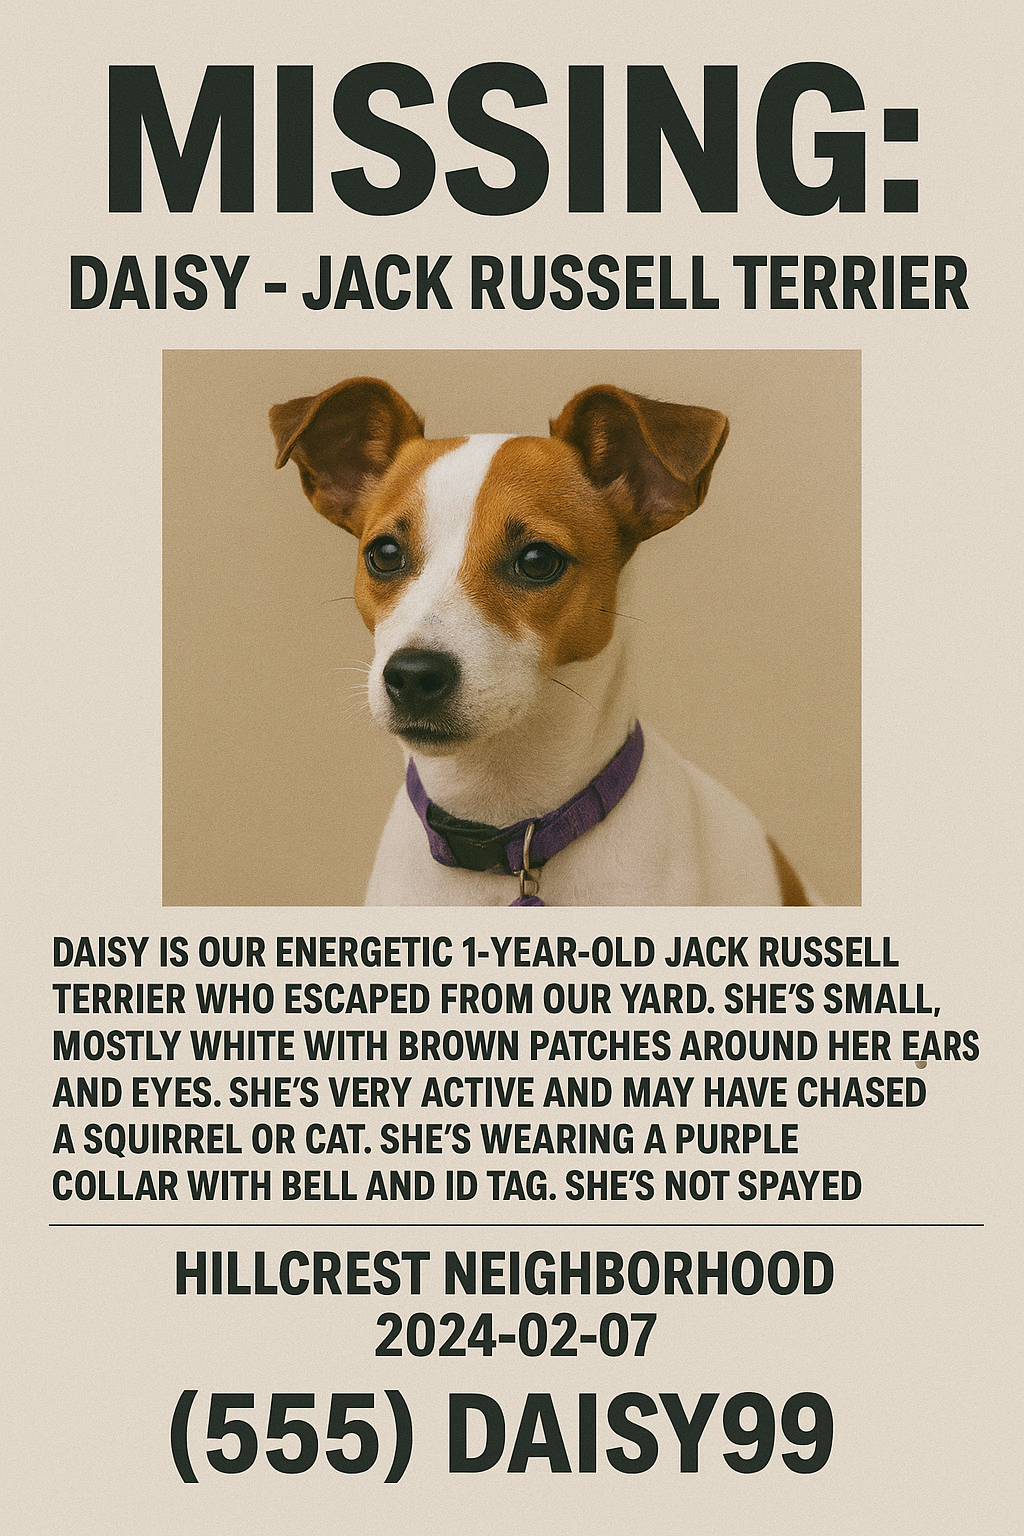 MISSING:
DAISY - JACK RUSSELL TERRIER
DAISY IS OUR ENERGETIC 1-YEAR-OLD JACK RUSSELL
TERRIER WHO ESCAPED FROM OUR YARD. SHE'S SMALL,
MOSTLY WHITE WITH BROWN PATCHES AROUND HER EARS
AND EYES. SHE'S VERY ACTIVE AND MAY HAVE CHASED
A SQUIRREL OR CAT. SHE'S WEARING A PURPLE
COLLAR WITH BELL AND ID TAG. SHE'S NOT SPAYED
HILLCREST NEIGHBORHOOD
2024-02-07
(555) DAISY99